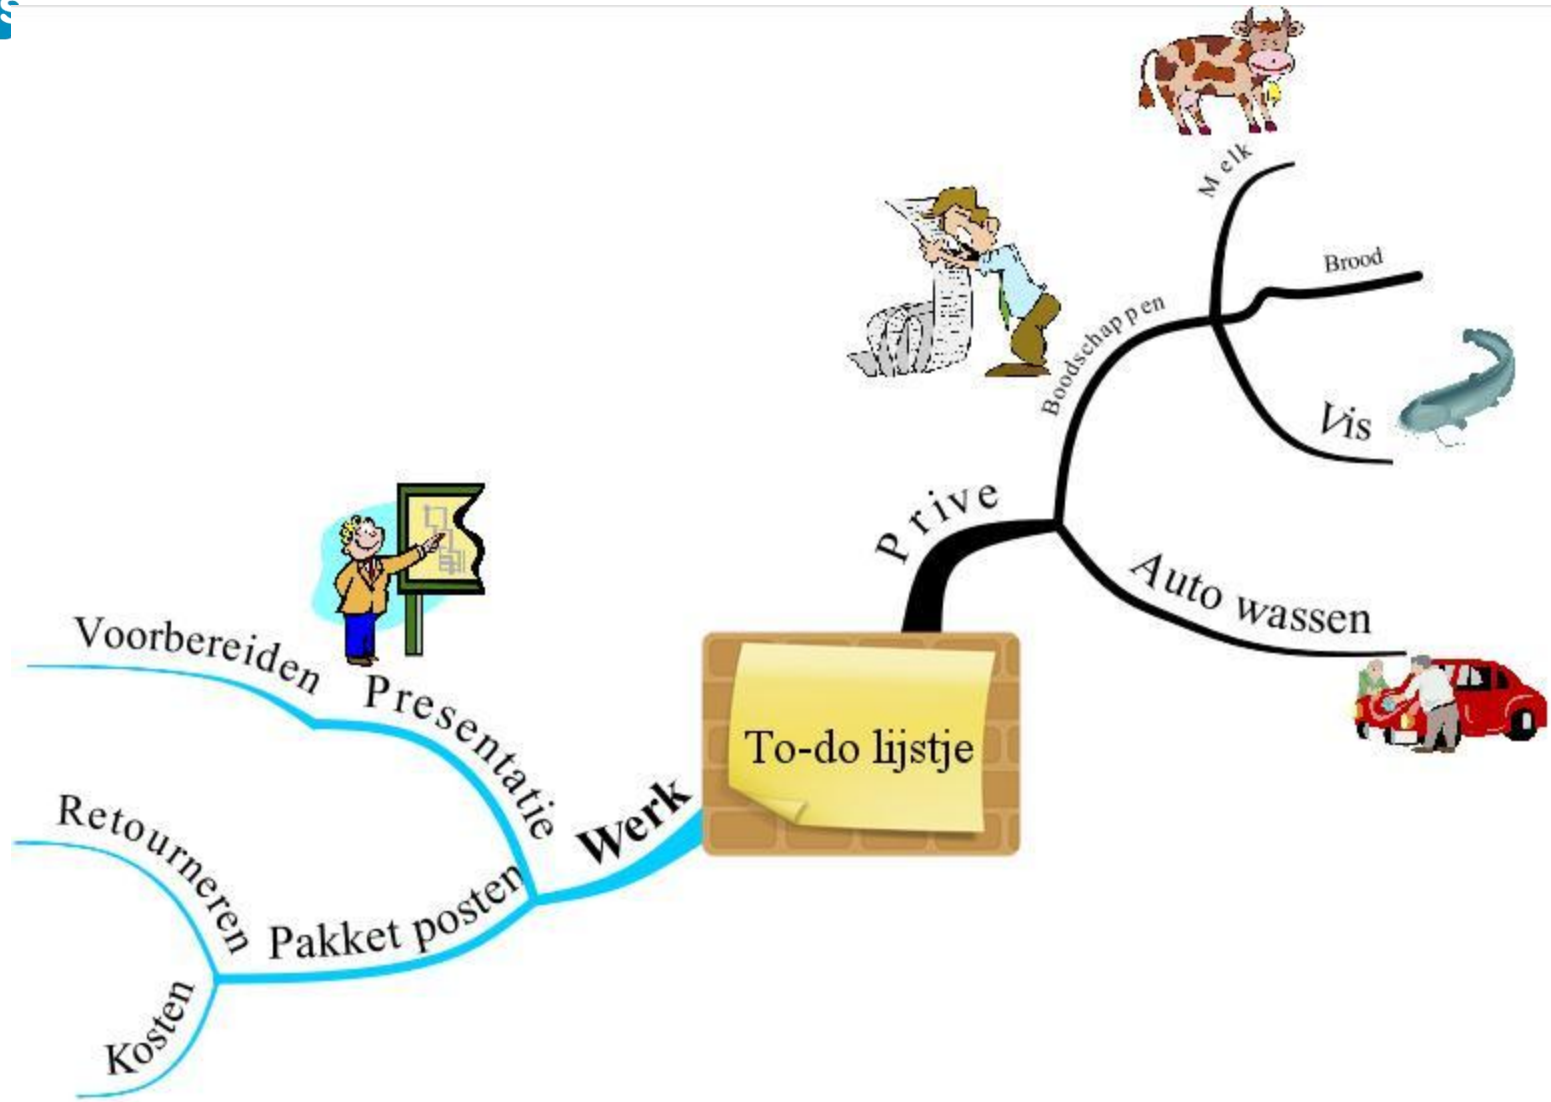 Melk
Brood
Boodschappen
Vis
Prive
Auto wassen
Voorbereiden
Presentatie
To-do lijstje
Werk
Retourneren
Pakket posten
Kosten